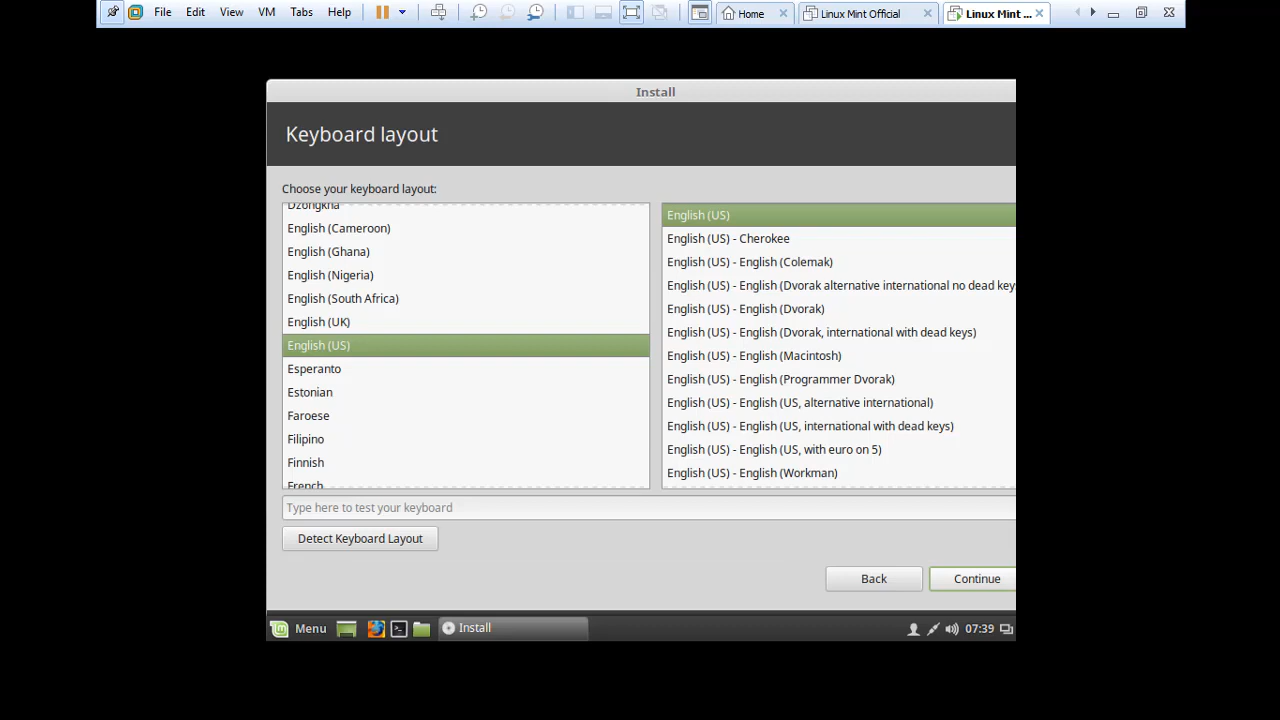 File Edit View VM Tabs Help Home Linux Mint Official Linux Mint ...
Install
Keyboard layout
Choose your keyboard layout:
Dzongkha
English (Cameroon)
English (Ghana)
English (Nigeria)
English (South Africa)
English (UK)
English (US)
Esperanto
Estonian
Faroese
Filipino
Finnish
French
English (US)
English (US) - Cherokee
English (US) - English (Colemak)
English (US) - English (Dvorak alternative international no dead key
English (US) - English (Dvorak)
English (US) - English (Dvorak, international with dead keys)
English (US) - English (Macintosh)
English (US) - English (Programmer Dvorak)
English (US) - English (US, alternative international)
English (US) - English (US, international with dead keys)
English (US) - English (US, with euro on 5)
English (US) - English (Workman)
Type here to test your keyboard
Detect Keyboard Layout
Back Continue
Menu Install 07:39